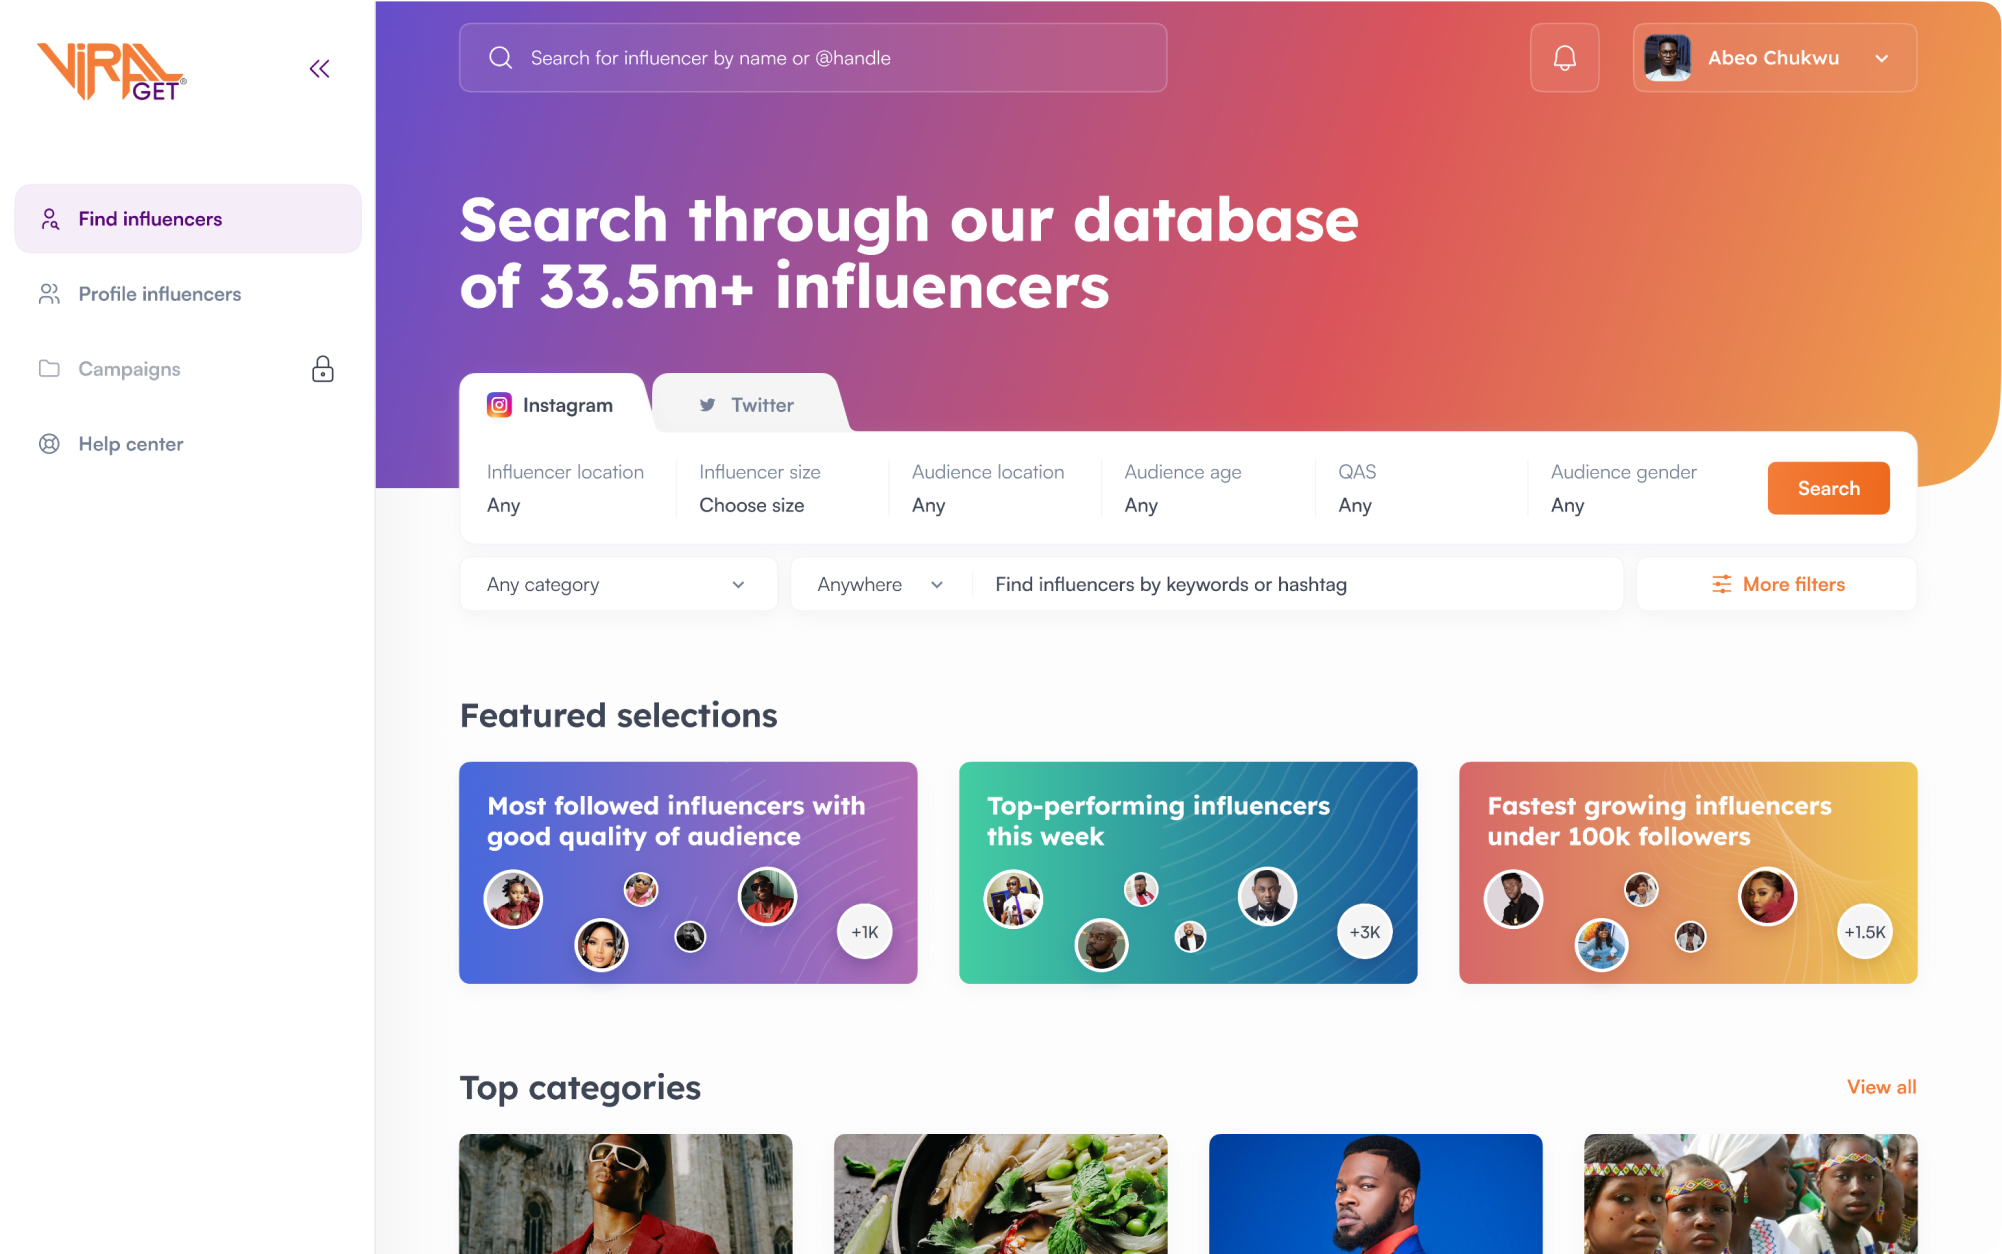 ViRAL
GET®
Find influencers
Profile influencers
Campaigns
Help center
Search for influencer by name or @handle
Abeo Chukwu
Search through our database
of 33.5m+ influencers
Instagram
Twitter
Influencer location
Any
Influencer size
Choose size
Audience location
Any
Audience age
Any
QAS
Any
Audience gender
Any
Search
Any category
Anywhere
Find influencers by keywords or hashtag
More filters
Featured selections
Most followed influencers with
good quality of audience
+1K
Top-performing influencers
this week
+3K
Fastest growing influencers
under 100k followers
+1.5K
Top categories
View all